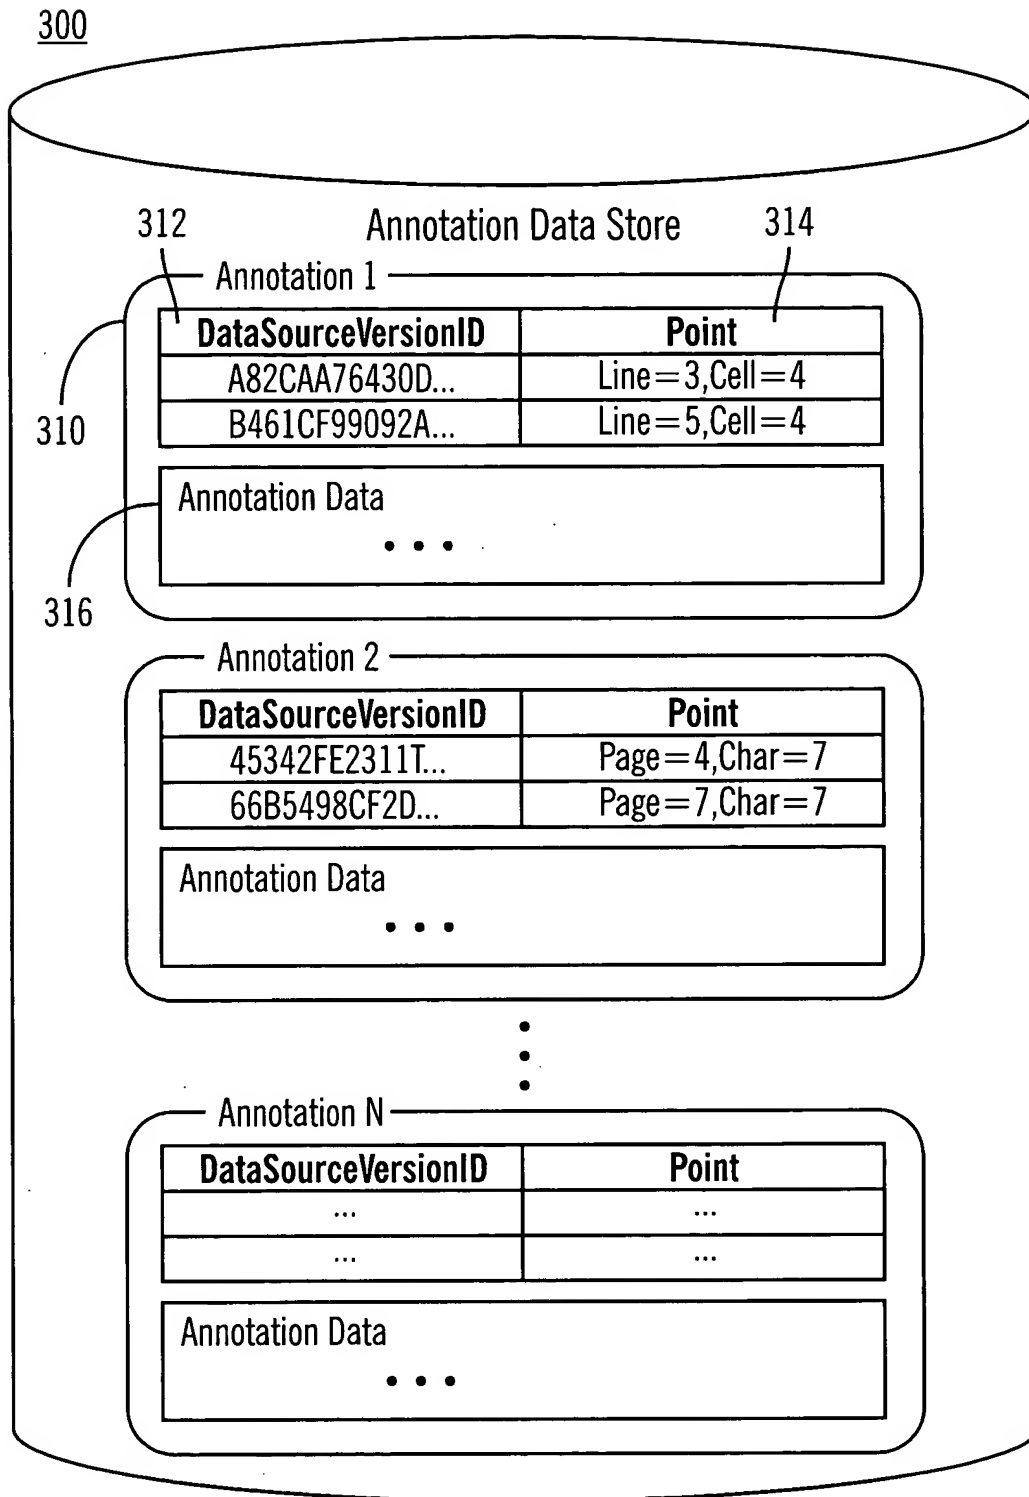 300
312 Annotation Data Store 314
Annotation 1
DataSourceVersionID Point
A82CAA76430D... Line=3,Cell=4
B461CF99092A... Line=5,Cell=4
310
Annotation Data
...
316
Annotation 2
DataSourceVersionID Point
45342FE2311T... Page=4,Char=7
66B5498CF2D... Page=7,Char=7
Annotation Data
...
Annotation N
DataSourceVersionID Point
... ...
... ...
Annotation Data
...